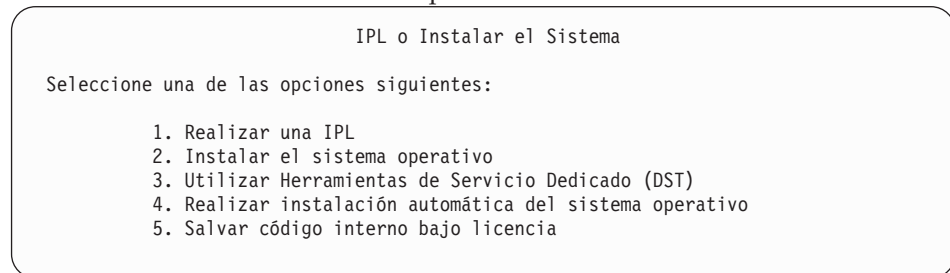 IPL o Instalar el Sistema
Seleccione una de las opciones siguientes:
1. Realizar una IPL
2. Instalar el sistema operativo
3. Utilizar Herramientas de Servicio Dedicado (DST)
4. Realizar instalación automática del sistema operativo
5. Salvar código interno bajo licencia